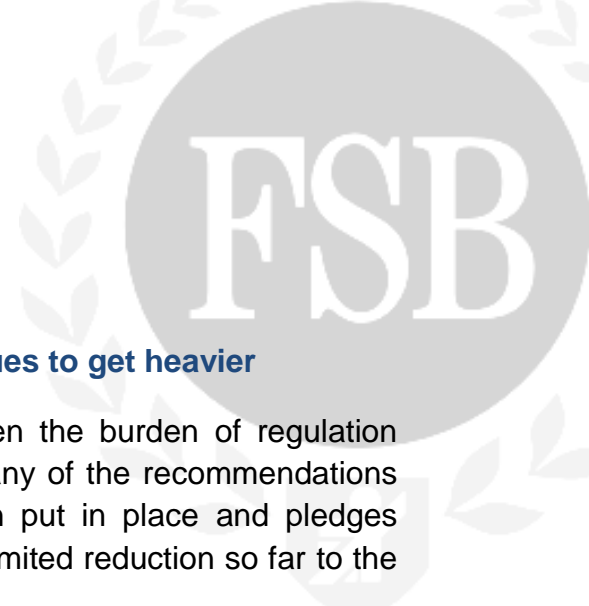 FSB
ues to get heavier
en the burden of regulation
any of the recommendations
n put in place and pledges
mited reduction so far to the